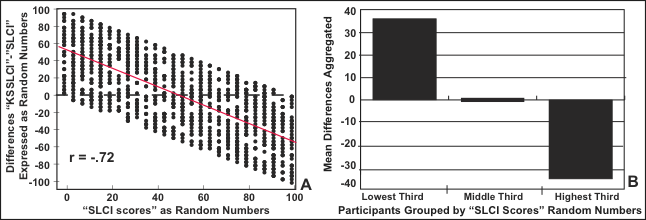 Differences "KSSLCI"-"SLCI"
Expressed as Random Numbers
100
80
60
40
20
0
-20
-40
-60
-80
-100
r = -.72
A
0
20
40
60
80
100
"SLCI scores" as Random Numbers
Mean Differences Aggregated
40
30
20
10
0
-10
-20
-30
-40
B
Lowest Third
Middle Third
Highest Third
Participants Grouped by "SLCI Scores" Random Numbers